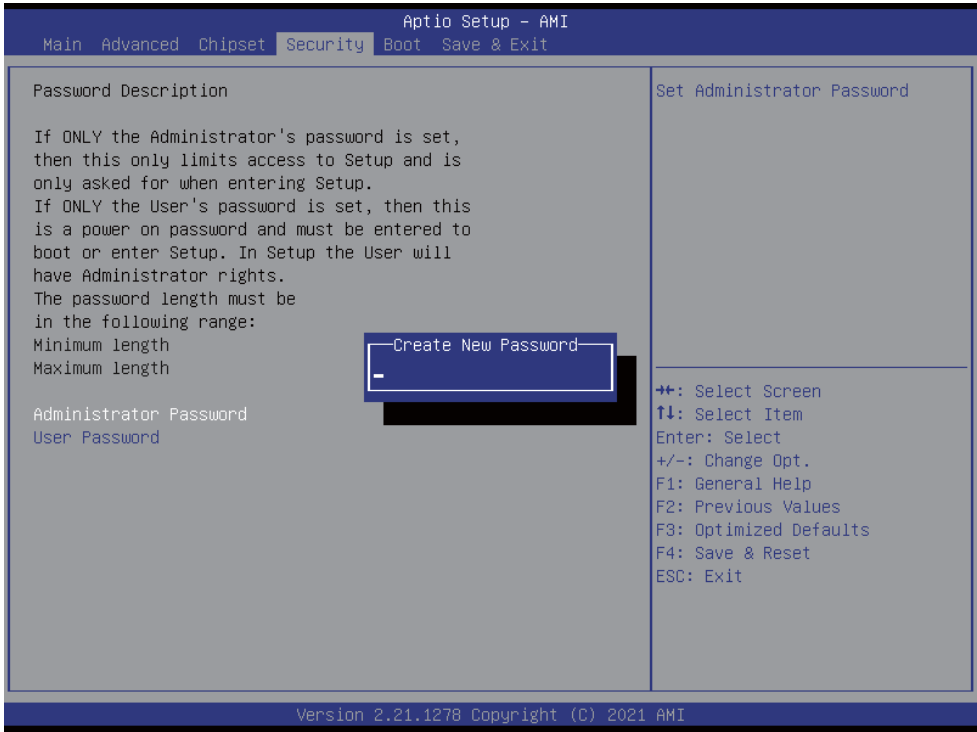 Aptio Setup – AMI
Main Advanced Chipset Security Boot Save & Exit
Password Description
If ONLY the Administrator's password is set,
then this only limits access to Setup and is
only asked for when entering Setup.
If ONLY the User's password is set, then this
is a power on password and must be entered to
boot or enter Setup. In Setup the User will
have Administrator rights.
The password length must be
in the following range:
Minimum length
Maximum length
Administrator Password
User Password
Create New Password
Set Administrator Password
→←: Select Screen
↑↓: Select Item
Enter: Select
+/-: Change Opt.
F1: General Help
F2: Previous Values
F3: Optimized Defaults
F4: Save & Reset
ESC: Exit
Version 2.21.1278 Copyright (C) 2021 AMI